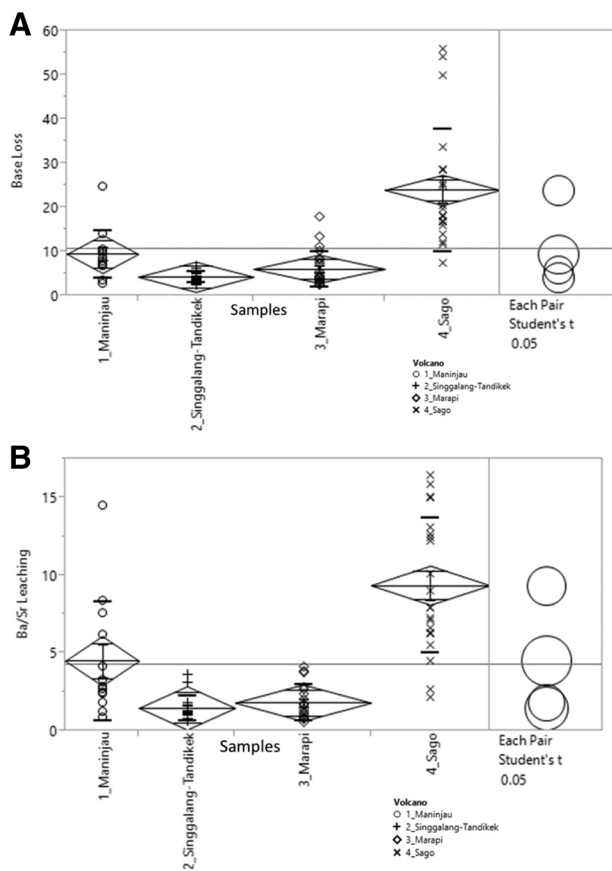 A
60
50
40
30
20
10
0
Base Loss
1_Maninjau
2_Singgalang-Tandikek
3_Marapi
4_Sago
Samples
Each Pair
Student's t
0.05
Volcano
1_Maninjau
2_Singgalang-Tandikek
3_Marapi
4_Sago
B
15
10
5
0
Ba/Sr Leaching
1_Maninjau
2_Singgalang-Tandikek
3_Marapi
4_Sago
Samples
Each Pair
Student's t
0.05
Volcano
1_Maninjau
2_Singgalang-Tandikek
3_Marapi
4_Sago